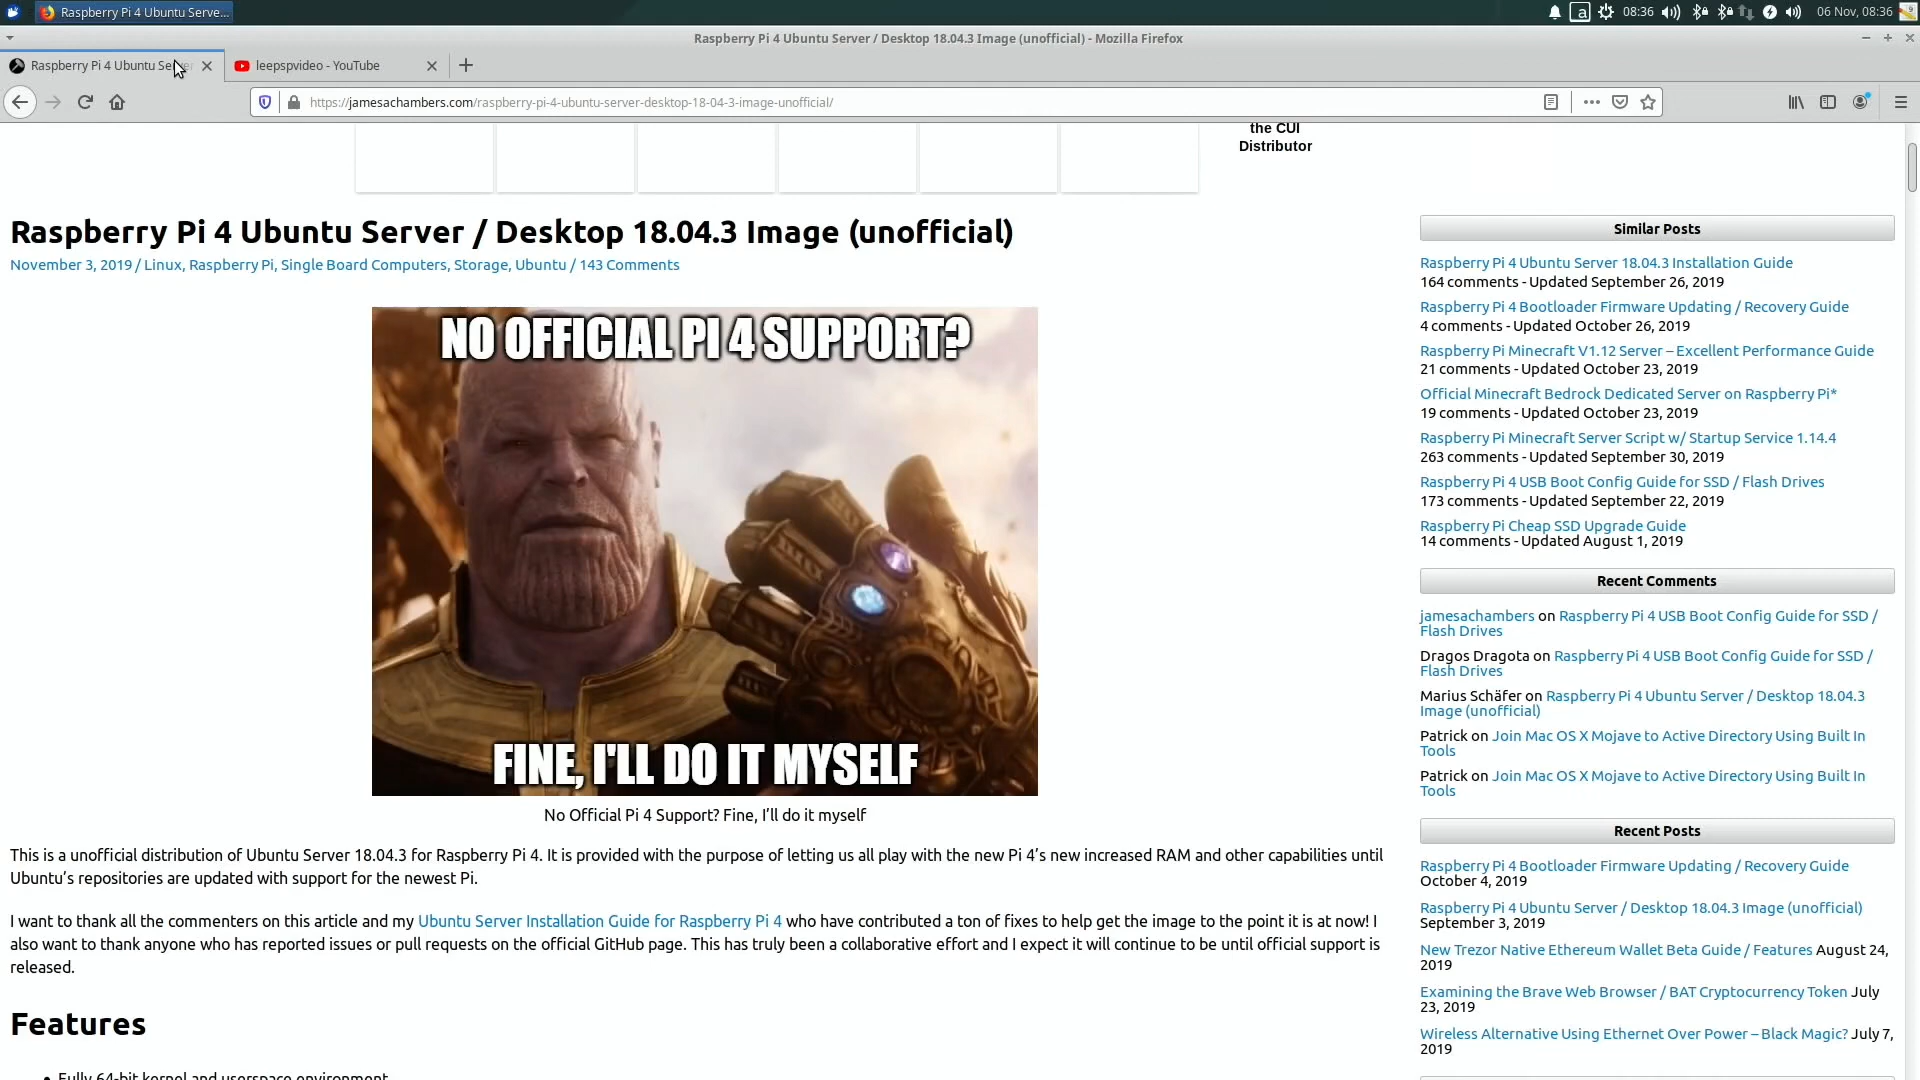 Raspberry Pi 4 Ubuntu Serve...
08:36
06 Nov, 08:36
Raspberry Pi 4 Ubuntu Server / Desktop 18.04.3 Image (unofficial) - Mozilla Firefox
Raspberry Pi 4 Ubuntu Se
leepspvideo - YouTube
https://jamesachambers.com/raspberry-pi-4-ubuntu-server-desktop-18-04-3-image-unofficial/
the CUI
Distributor
Raspberry Pi 4 Ubuntu Server / Desktop 18.04.3 Image (unofficial)
November 3, 2019 / Linux, Raspberry Pi, Single Board Computers, Storage, Ubuntu / 143 Comments
NO OFFICIAL PI 4 SUPPORT?
FINE, I'LL DO IT MYSELF
No Official Pi 4 Support? Fine, I’ll do it myself
This is a unofficial distribution of Ubuntu Server 18.04.3 for Raspberry Pi 4. It is provided with the purpose of letting us all play with the new Pi 4’s new increased RAM and other capabilities until
Ubuntu’s repositories are updated with support for the newest Pi.
I want to thank all the commenters on this article and my Ubuntu Server Installation Guide for Raspberry Pi 4 who have contributed a ton of fixes to help get the image to the point it is at now! I
also want to thank anyone who has reported issues or pull requests on the official GitHub page. This has truly been a collaborative effort and I expect it will continue to be until official support is
released.
Features
Fully 64-bit kernel and userspace environment
Similar Posts
Raspberry Pi 4 Ubuntu Server 18.04.3 Installation Guide
164 comments - Updated September 26, 2019
Raspberry Pi 4 Bootloader Firmware Updating / Recovery Guide
4 comments - Updated October 26, 2019
Raspberry Pi Minecraft V1.12 Server – Excellent Performance Guide
21 comments - Updated October 23, 2019
Official Minecraft Bedrock Dedicated Server on Raspberry Pi*
19 comments - Updated October 23, 2019
Raspberry Pi Minecraft Server Script w/ Startup Service 1.14.4
263 comments - Updated September 30, 2019
Raspberry Pi 4 USB Boot Config Guide for SSD / Flash Drives
173 comments - Updated September 22, 2019
Raspberry Pi Cheap SSD Upgrade Guide
14 comments - Updated August 1, 2019
Recent Comments
jamesachambers on Raspberry Pi 4 USB Boot Config Guide for SSD /
Flash Drives
Dragos Dragota on Raspberry Pi 4 USB Boot Config Guide for SSD /
Flash Drives
Marius Schäfer on Raspberry Pi 4 Ubuntu Server / Desktop 18.04.3
Image (unofficial)
Patrick on Join Mac OS X Mojave to Active Directory Using Built In
Tools
Patrick on Join Mac OS X Mojave to Active Directory Using Built In
Tools
Recent Posts
Raspberry Pi 4 Bootloader Firmware Updating / Recovery Guide
October 4, 2019
Raspberry Pi 4 Ubuntu Server / Desktop 18.04.3 Image (unofficial)
September 3, 2019
New Trezor Native Ethereum Wallet Beta Guide / Features August 24,
2019
Examining the Brave Web Browser / BAT Cryptocurrency Token July
23, 2019
Wireless Alternative Using Ethernet Over Power – Black Magic? July 7,
2019